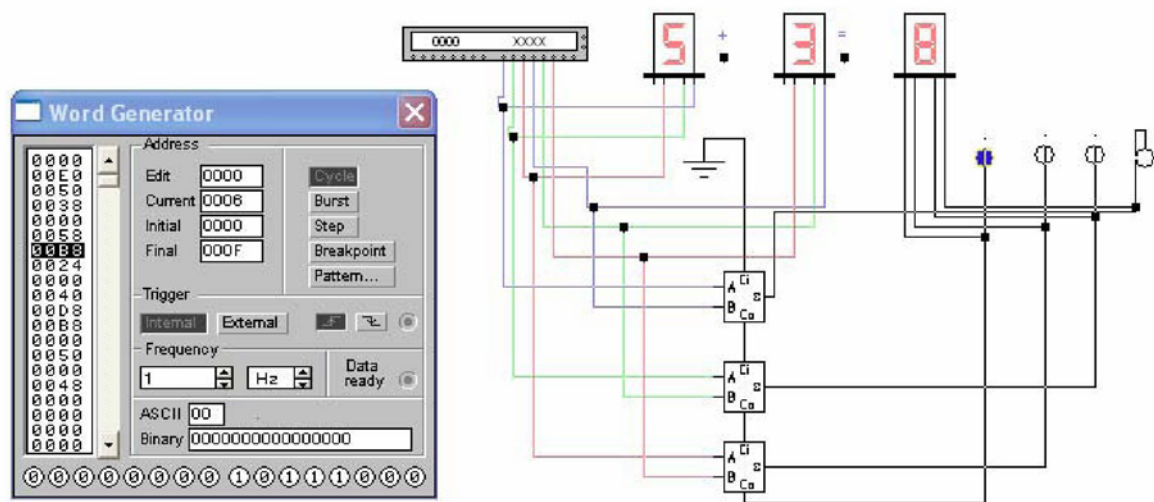 0000 XXXX
5 + 3 = 8
Word Generator
0000
00E0
0050
0038
0000
0058
00B8
0024
0000
0040
00D8
00B8
0000
0050
0000
0048
0000
0000
0000
0000
Address
Edit 0000
Current 0006
Initial 0000
Final 000F
Cycle
Burst
Step
Breakpoint
Pattern...
Trigger
Internal External
Frequency
1 Hz
Data
ready
ASCII 00
Binary 0000000000000000
0000000010111000
Ci
A Σ
B Co
Ci
A Σ
B Co
Ci
A Σ
B Co